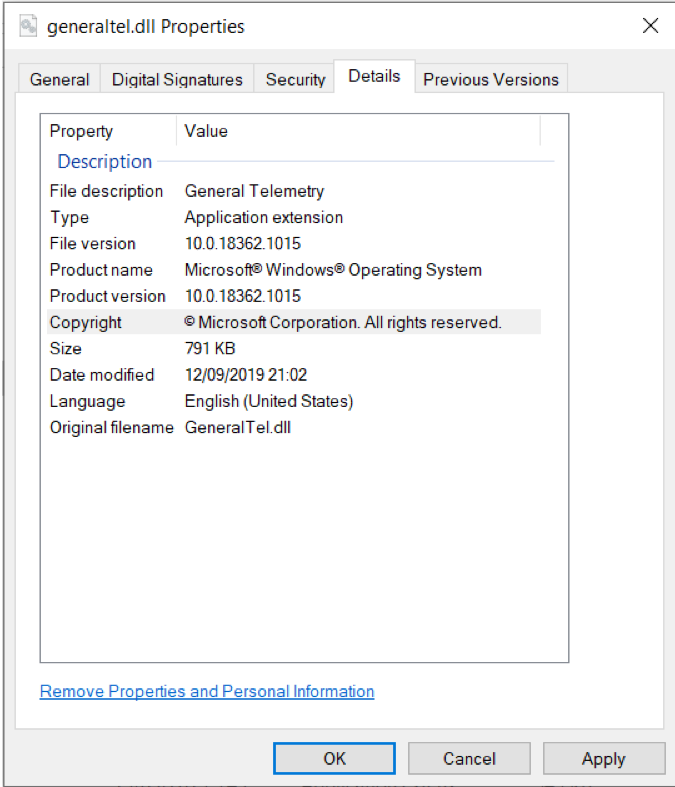 generaltel.dll Properties
General Digital Signatures Security Details Previous Versions
Property Value
Description
File description General Telemetry
Type Application extension
File version 10.0.18362.1015
Product name Microsoft® Windows® Operating System
Product version 10.0.18362.1015
Copyright © Microsoft Corporation. All rights reserved.
Size 791 KB
Date modified 12/09/2019 21:02
Language English (United States)
Original filename GeneralTel.dll
Remove Properties and Personal Information
OK Cancel Apply